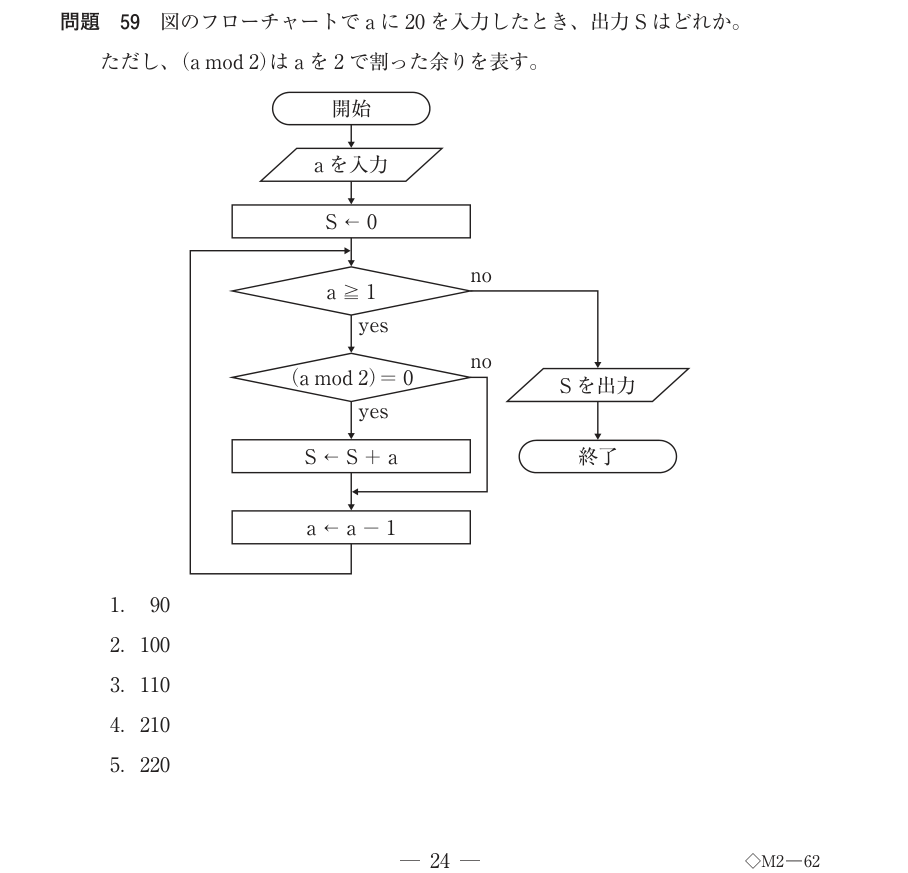 問題　59　図のフローチャートで a に 20 を入力したとき、出力 S はどれか。
ただし、(a mod 2)は a を 2 で割った余りを表す。
開始
a を入力
S ← 0
a ≧ 1
no
yes
(a mod 2) = 0
no
yes
S ← S + a
a ← a − 1
S を出力
終了
1.　90
2.　100
3.　110
4.　210
5.　220
― 24 ―
◇M2―62